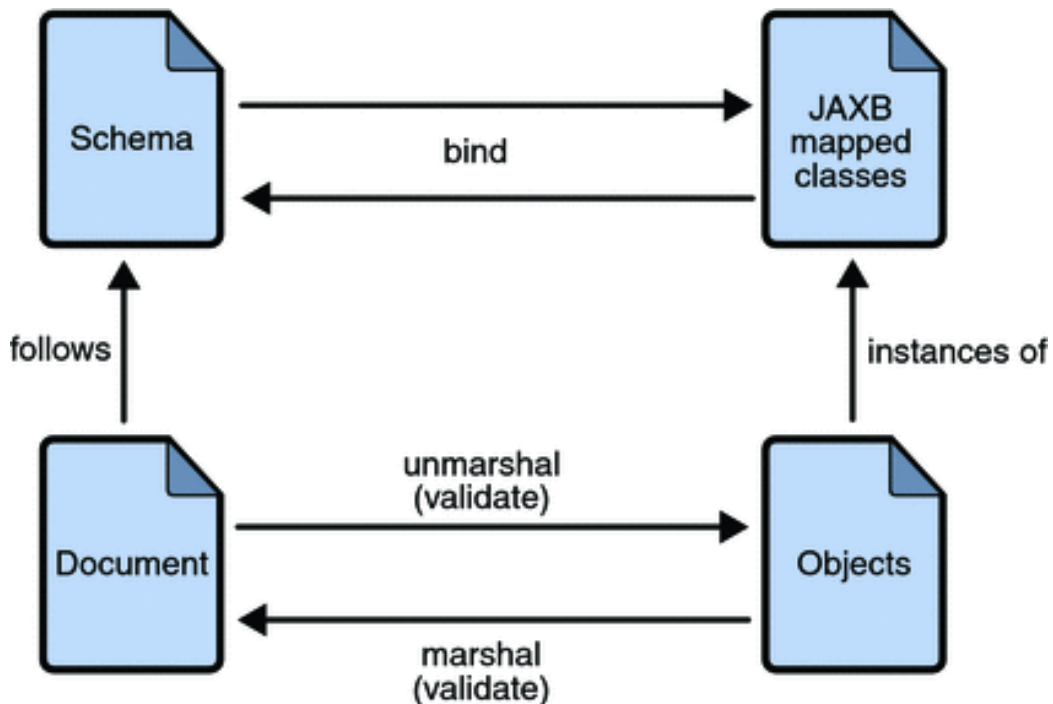 Schema
bind
JAXB
mapped
classes
follows
instances of
Document
unmarshal
(validate)
Objects
marshal
(validate)